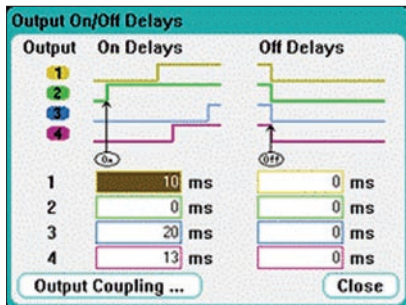 Output On/Off Delays
Output On Delays Off Delays
1
2
3
4
On Off
1 10 ms 0 ms
2 0 ms 0 ms
3 20 ms 0 ms
4 13 ms 0 ms
Output Coupling ... Close